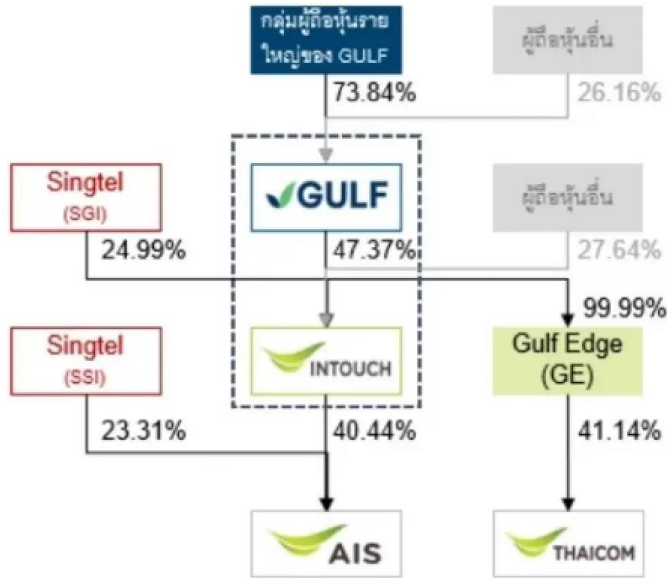 กลุ่มผู้ถือหุ้นราย
ใหญ่ของ GULF
ผู้ถือหุ้นอื่น
73.84%
26.16%
Singtel
(SGI)
GULF
ผู้ถือหุ้นอื่น
24.99%
47.37%
27.64%
99.99%
Singtel
(SSI)
INTOUCH
Gulf Edge
(GE)
23.31%
40.44%
41.14%
AIS
THAICOM